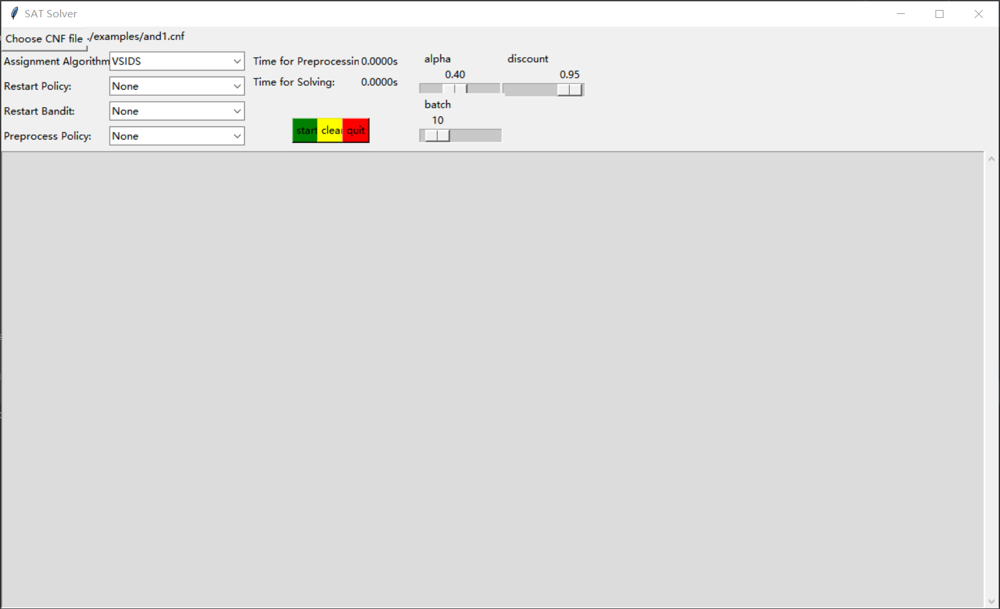 SAT Solver
Choose CNF file ./examples/and1.cnf
Assignment Algorithm VSIDS
Time for Preprocessin 0.0000s
alpha
discount
0.40
0.95
Restart Policy: None
Time for Solving: 0.0000s
batch
Restart Bandit: None
10
start clear quit
Preprocess Policy: None